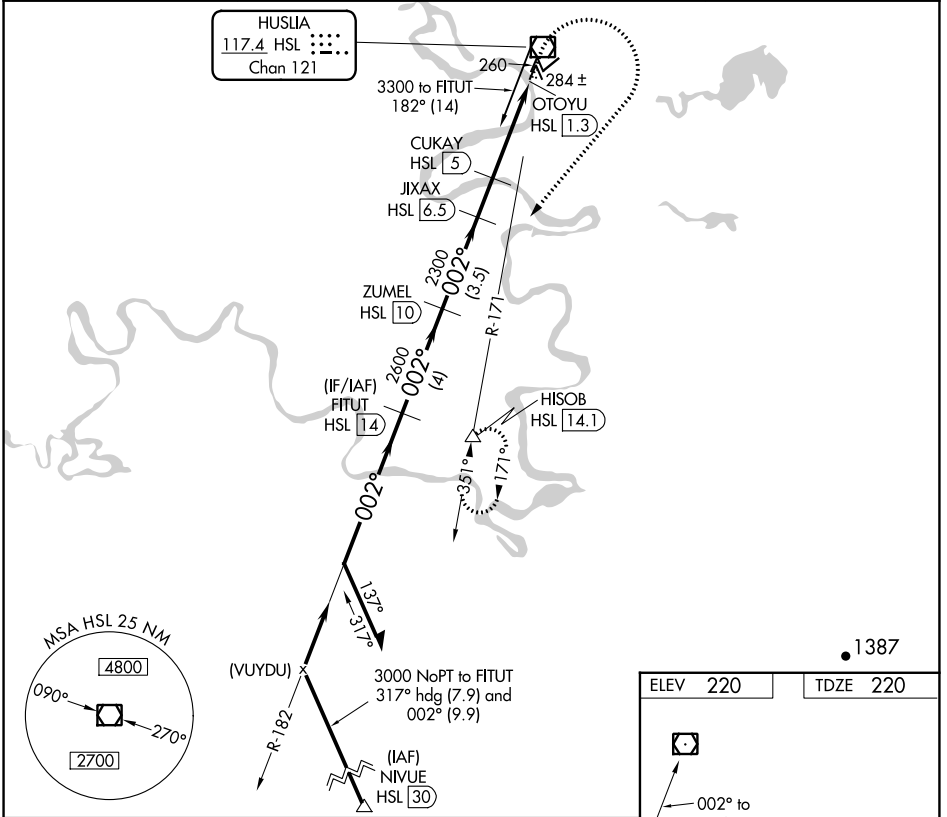 HUSLIA
117.4 HSL
Chan 121
260
284 ±
3300 to FITUT
182° (14)
OTOYU
HSL 1.3
CUKAY
HSL 5
JIXAX
HSL 6.5
2300
002°
(3.5)
R-171
ZUMEL
HSL 10
2600
002°
(4)
(IF/IAF)
FITUT
HSL 14
HISOB
HSL 14.1
351°
171°
002°
137°
317°
MSA HSL 25 NM
4800
090°
270°
2700
(VUYDU)
R-182
3000 NoPT to FITUT
317° hdg (7.9) and
002° (9.9)
(IAF)
NIVUE
HSL 30
1387
ELEV 220
TDZE 220
002° to